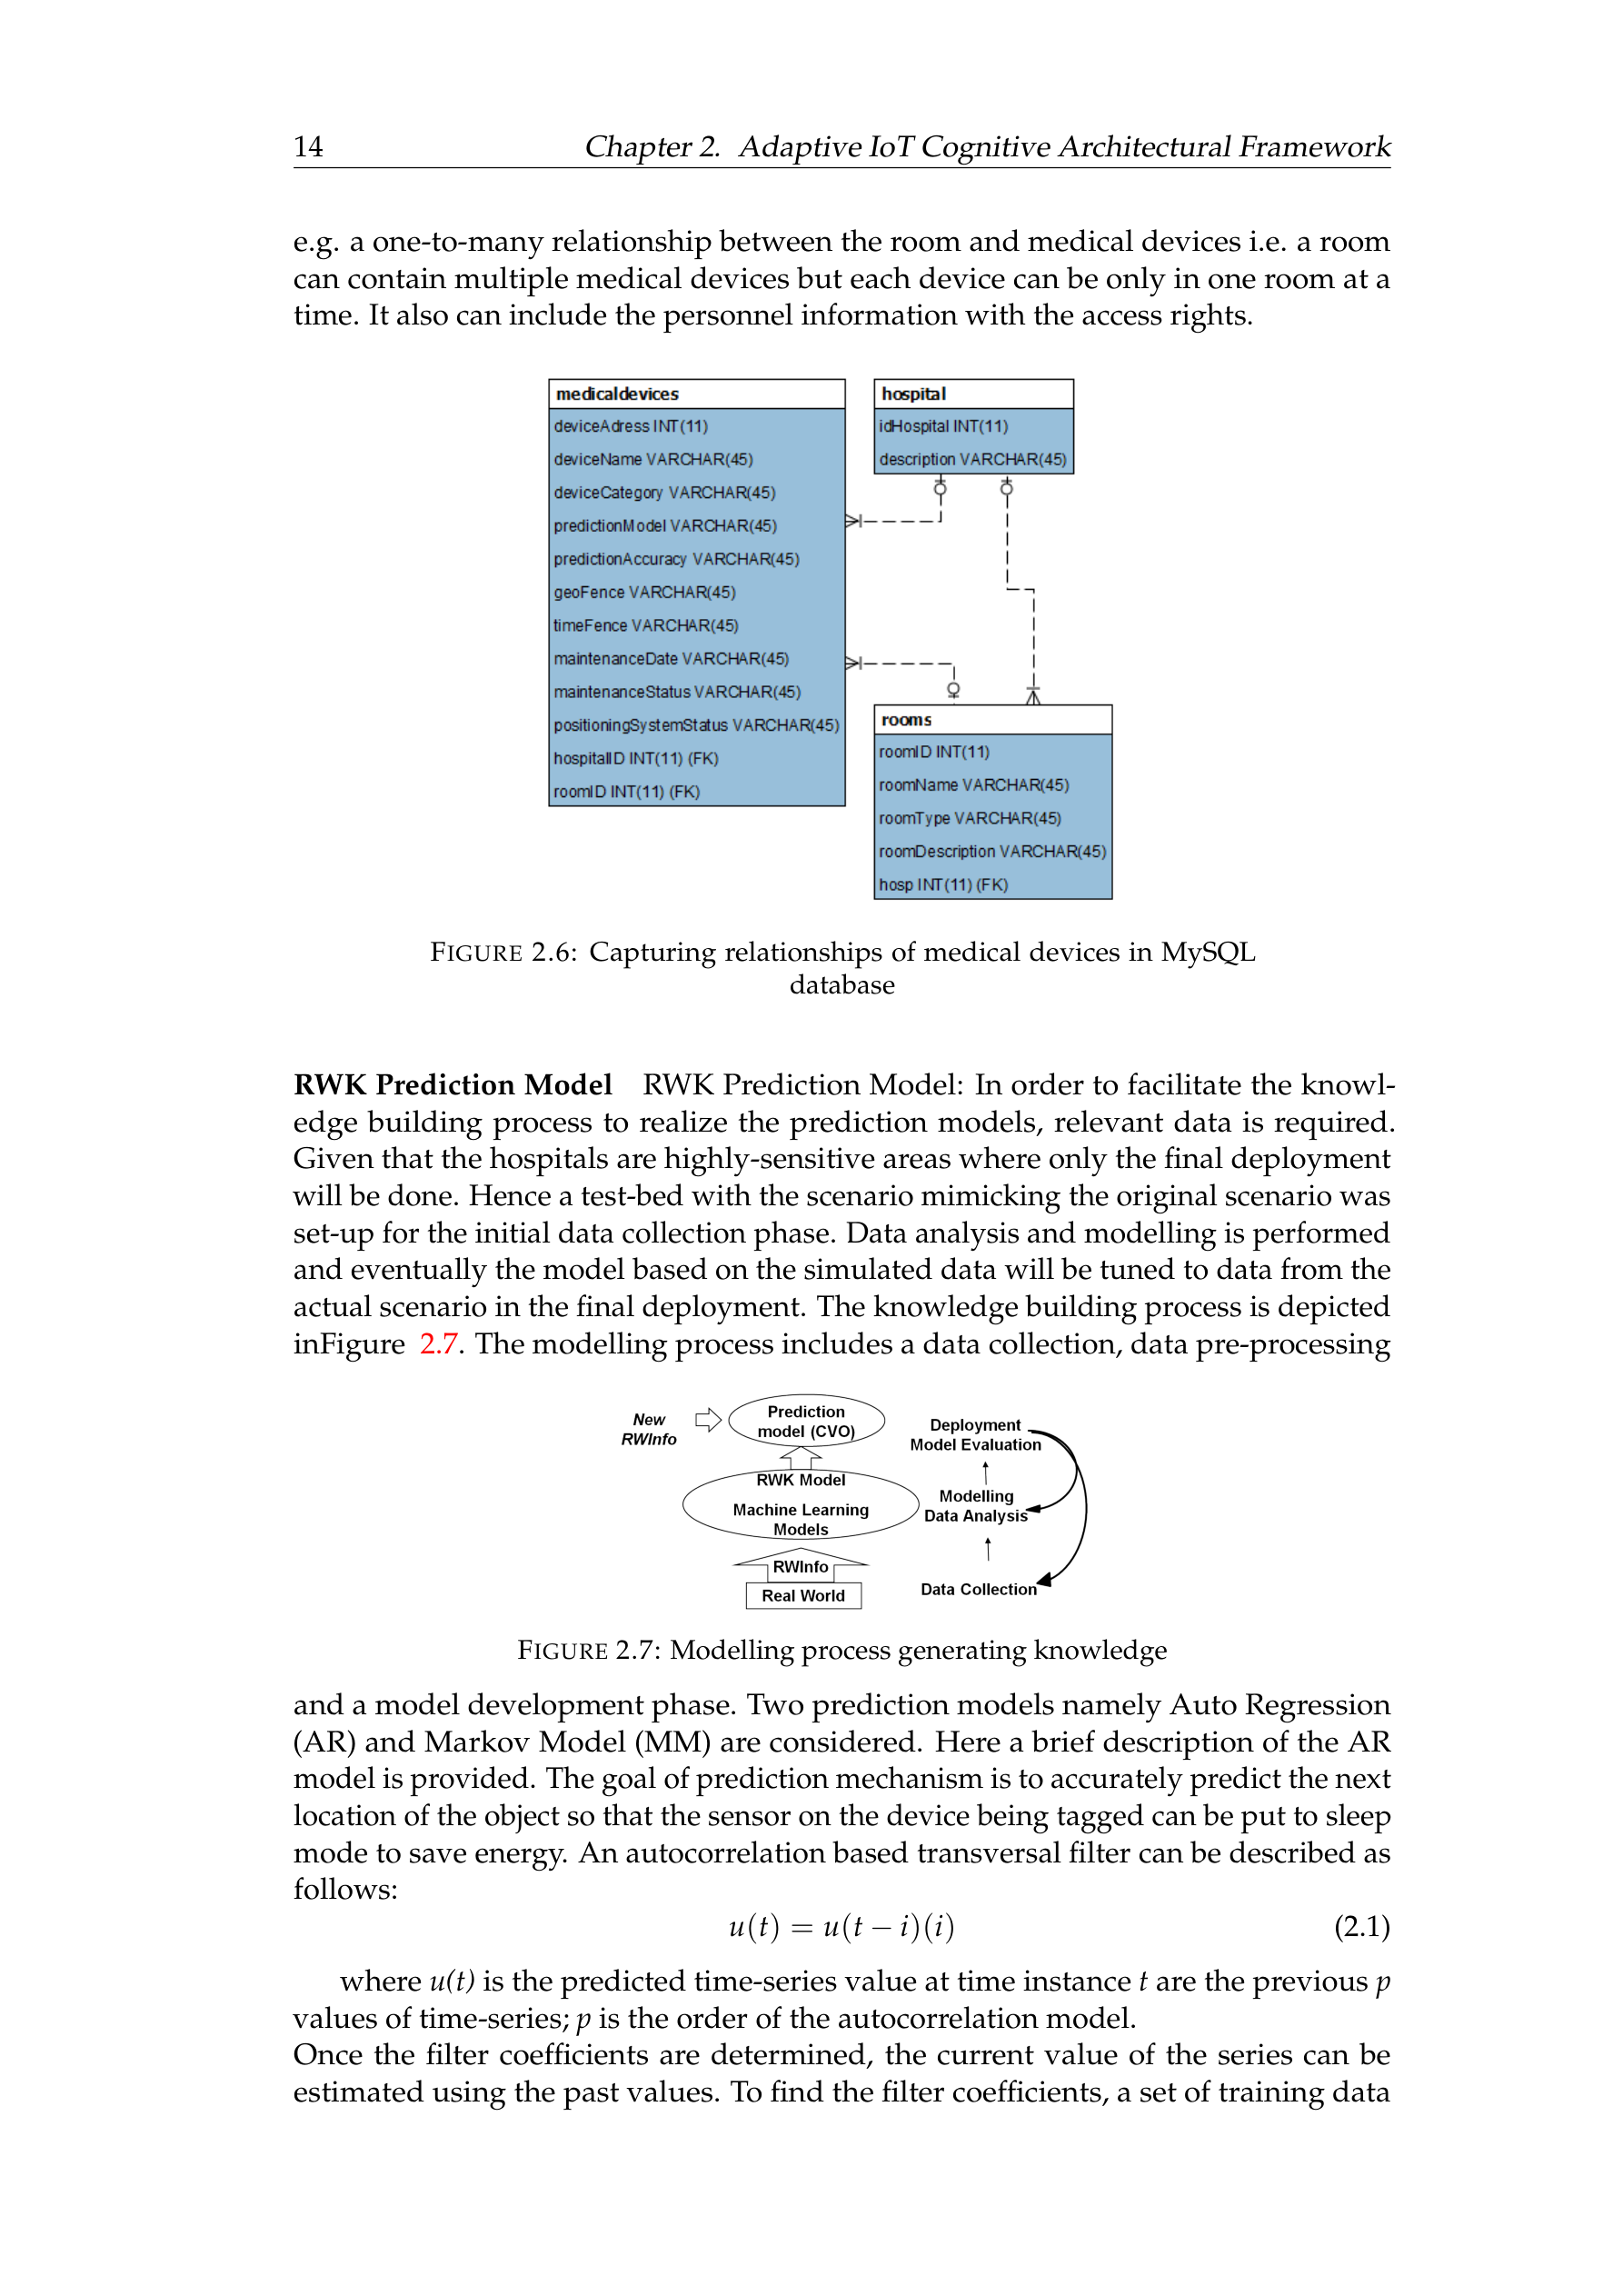 14 Chapter 2. Adaptive IoT Cognitive Architectural Framework
e.g. a one-to-many relationship between the room and medical devices i.e. a room
can contain multiple medical devices but each device can be only in one room at a
time. It also can include the personnel information with the access rights.
medicaldevices
deviceAdress INT(11)
deviceName VARCHAR(45)
deviceCategory VARCHAR(45)
predictionModel VARCHAR(45)
predictionAccuracy VARCHAR(45)
geoFence VARCHAR(45)
timeFence VARCHAR(45)
maintenanceDate VARCHAR(45)
maintenanceStatus VARCHAR(45)
positioningSystemStatus VARCHAR(45)
hospitalID INT(11) (FK)
roomID INT(11) (FK)
hospital
idHospital INT(11)
description VARCHAR(45)
rooms
roomID INT(11)
roomName VARCHAR(45)
roomType VARCHAR(45)
roomDescription VARCHAR(45)
hosp INT(11) (FK)
FIGURE 2.6: Capturing relationships of medical devices in MySQL
database
RWK Prediction Model RWK Prediction Model: In order to facilitate the knowl-
edge building process to realize the prediction models, relevant data is required.
Given that the hospitals are highly-sensitive areas where only the final deployment
will be done. Hence a test-bed with the scenario mimicking the original scenario was
set-up for the initial data collection phase. Data analysis and modelling is performed
and eventually the model based on the simulated data will be tuned to data from the
actual scenario in the final deployment. The knowledge building process is depicted
inFigure 2.7. The modelling process includes a data collection, data pre-processing
New
RWInfo
Prediction
model (CVO)
RWK Model
Machine Learning
Models
RWInfo
Real World
Deployment
Model Evaluation
Modelling
Data Analysis
Data Collection
FIGURE 2.7: Modelling process generating knowledge
and a model development phase. Two prediction models namely Auto Regression
(AR) and Markov Model (MM) are considered. Here a brief description of the AR
model is provided. The goal of prediction mechanism is to accurately predict the next
location of the object so that the sensor on the device being tagged can be put to sleep
mode to save energy. An autocorrelation based transversal filter can be described as
follows:
u(t) = u(t − i)(i) (2.1)
where u(t) is the predicted time-series value at time instance t are the previous p
values of time-series; p is the order of the autocorrelation model.
Once the filter coefficients are determined, the current value of the series can be
estimated using the past values. To find the filter coefficients, a set of training data